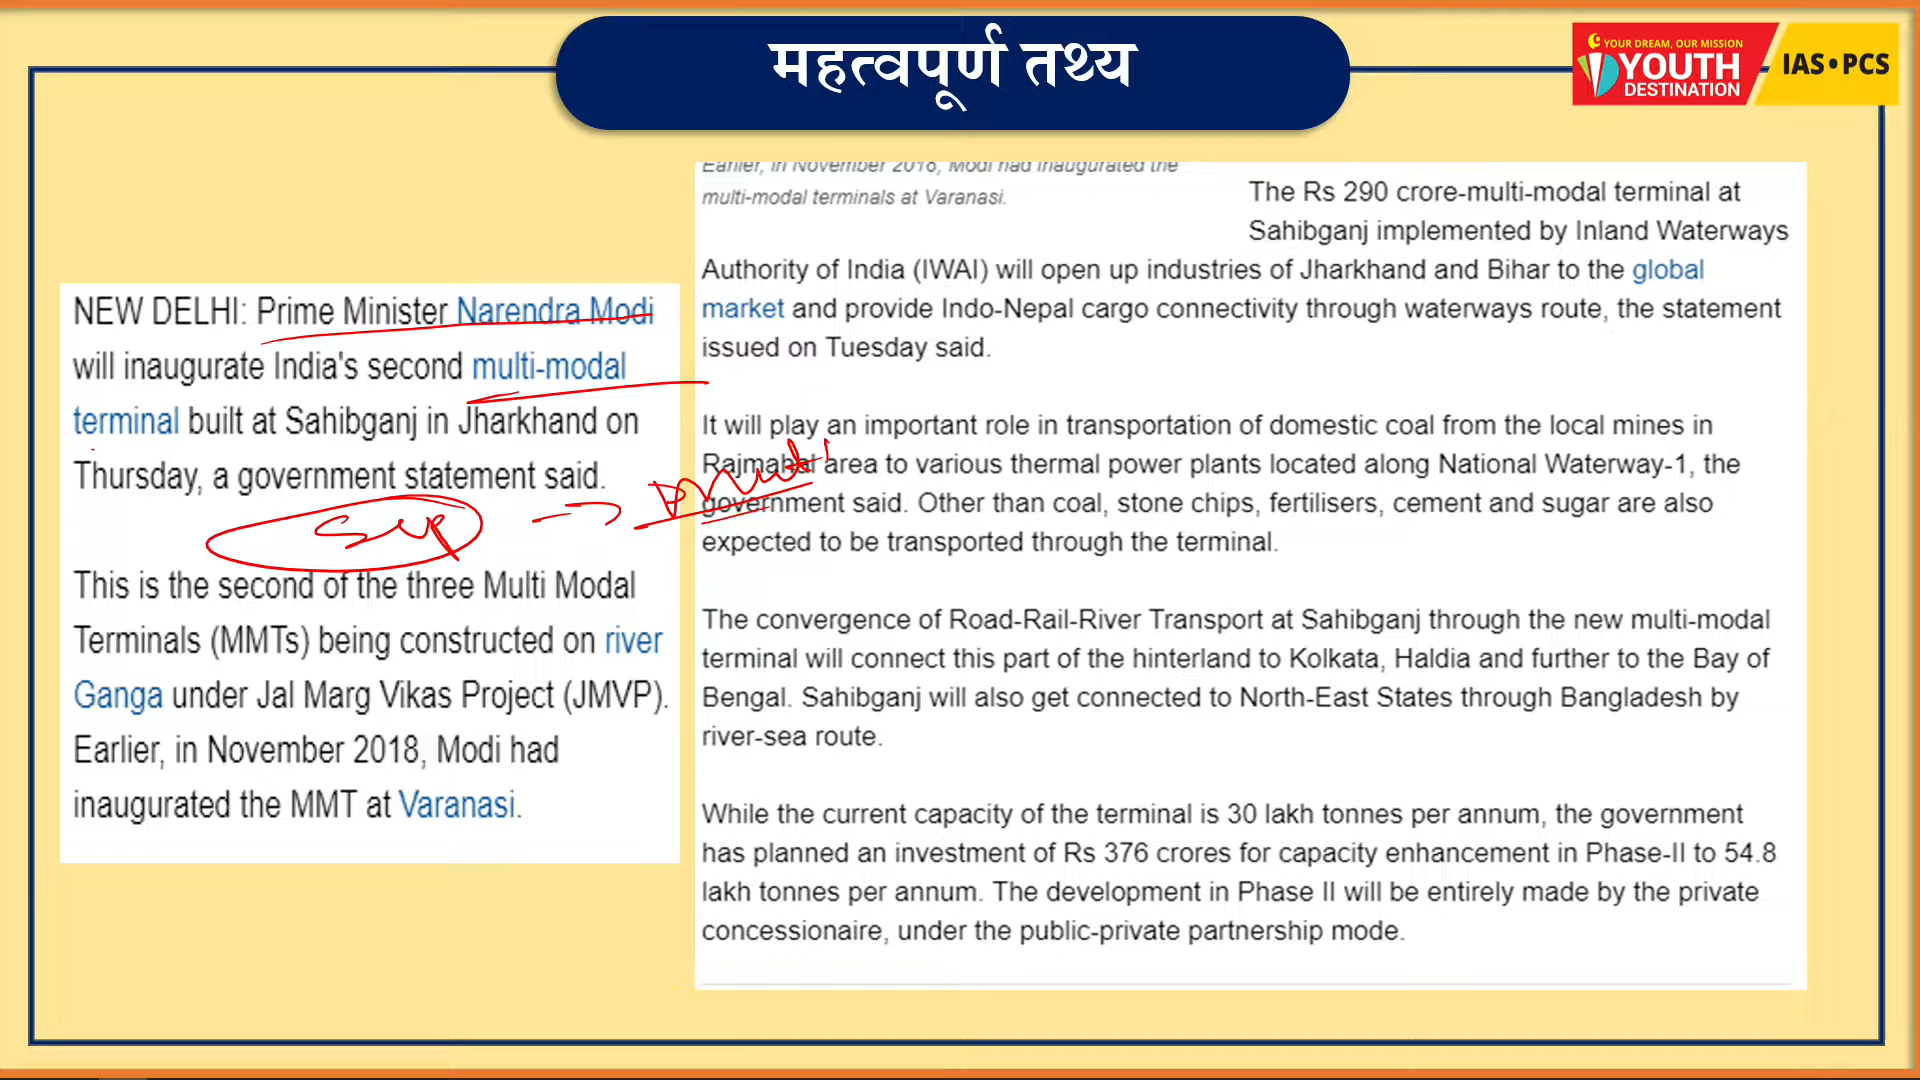 महत्वपूर्ण तथ्य
YOUR DREAM, OUR MISSION
YOUTH
DESTINATION
IAS•PCS
NEW DELHI: Prime Minister Narendra Modi
will inaugurate India's second multi-modal
terminal built at Sahibganj in Jharkhand on
Thursday, a government statement said.
This is the second of the three Multi Modal
Terminals (MMTs) being constructed on river
Ganga under Jal Marg Vikas Project (JMVP).
Earlier, in November 2018, Modi had
inaugurated the MMT at Varanasi.
Earlier, in November 2018, Modi had inaugurated the
multi-modal terminals at Varanasi.
The Rs 290 crore-multi-modal terminal at
Sahibganj implemented by Inland Waterways
Authority of India (IWAI) will open up industries of Jharkhand and Bihar to the global
market and provide Indo-Nepal cargo connectivity through waterways route, the statement
issued on Tuesday said.
It will play an important role in transportation of domestic coal from the local mines in
Rajmahal area to various thermal power plants located along National Waterway-1, the
government said. Other than coal, stone chips, fertilisers, cement and sugar are also
expected to be transported through the terminal.
The convergence of Road-Rail-River Transport at Sahibganj through the new multi-modal
terminal will connect this part of the hinterland to Kolkata, Haldia and further to the Bay of
Bengal. Sahibganj will also get connected to North-East States through Bangladesh by
river-sea route.
While the current capacity of the terminal is 30 lakh tonnes per annum, the government
has planned an investment of Rs 376 crores for capacity enhancement in Phase-II to 54.8
lakh tonnes per annum. The development in Phase II will be entirely made by the private
concessionaire, under the public-private partnership mode.